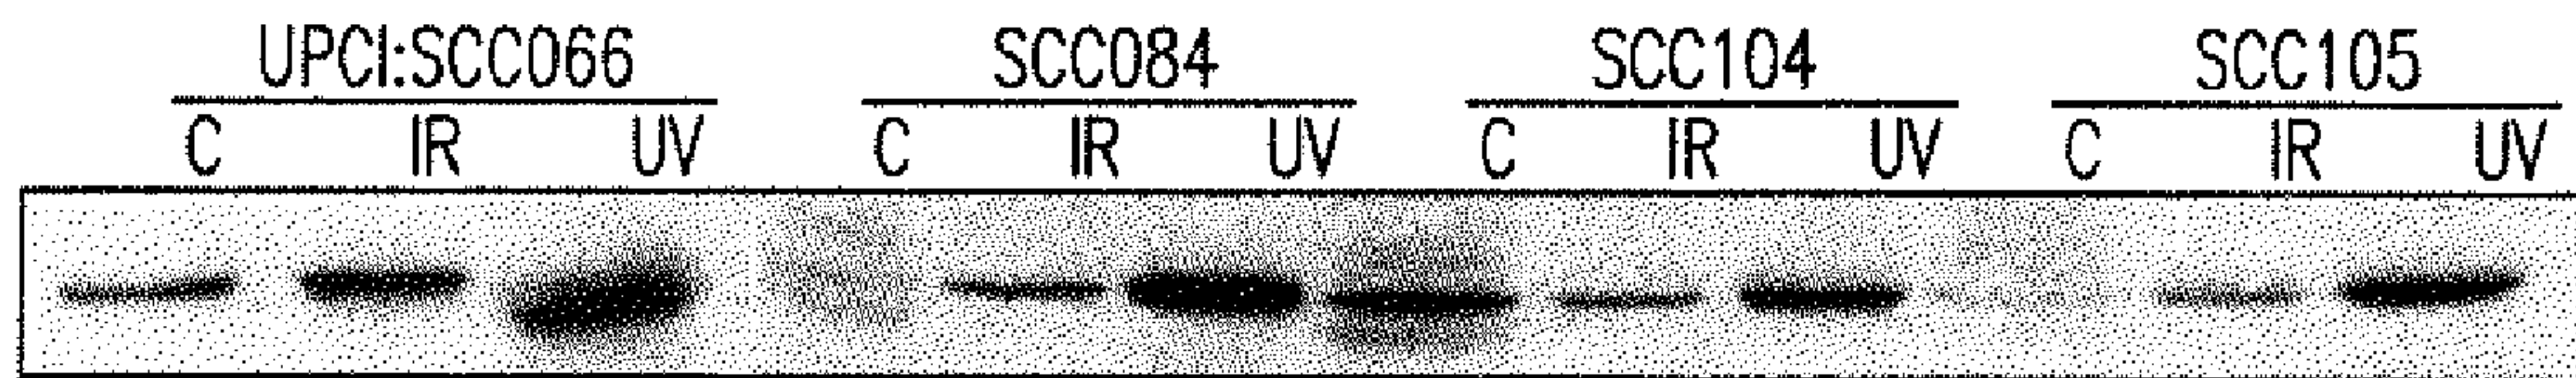 UPCI:SCC066 SCC084 SCC104 SCC105
C IR UV C IR UV C IR UV C IR UV